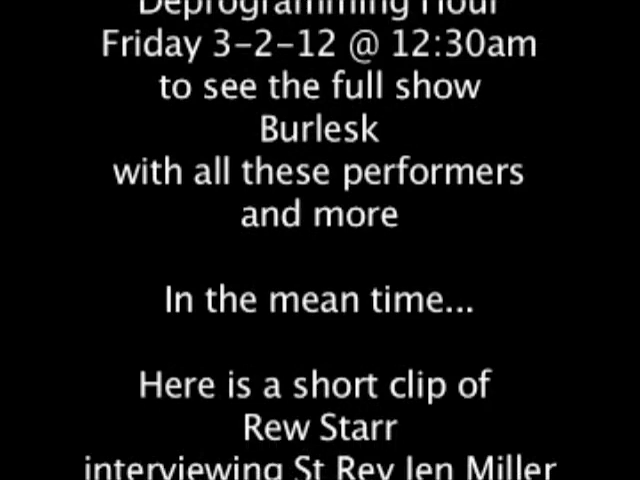 Deprogramming Hour
Friday 3-2-12 @ 12:30am
to see the full show
Burlesk
with all these performers
and more
In the mean time...
Here is a short clip of
Rew Starr
interviewing St Rev Jen Miller